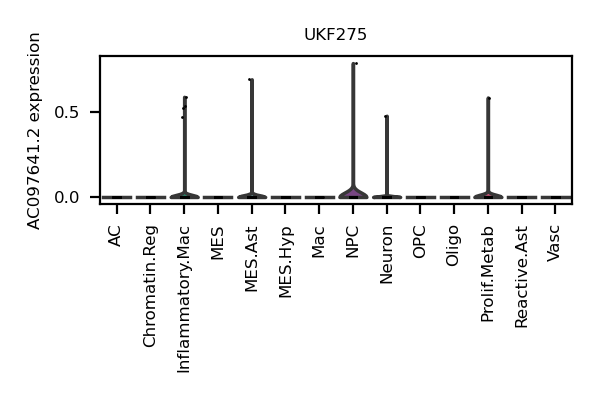 UKF275
AC097641.2 expression
0.5
0.0
AC
Chromatin.Reg
Inflammatory.Mac
MES
MES.Ast
MES.Hyp
Mac
NPC
Neuron
OPC
Oligo
Prolif.Metab
Reactive.Ast
Vasc